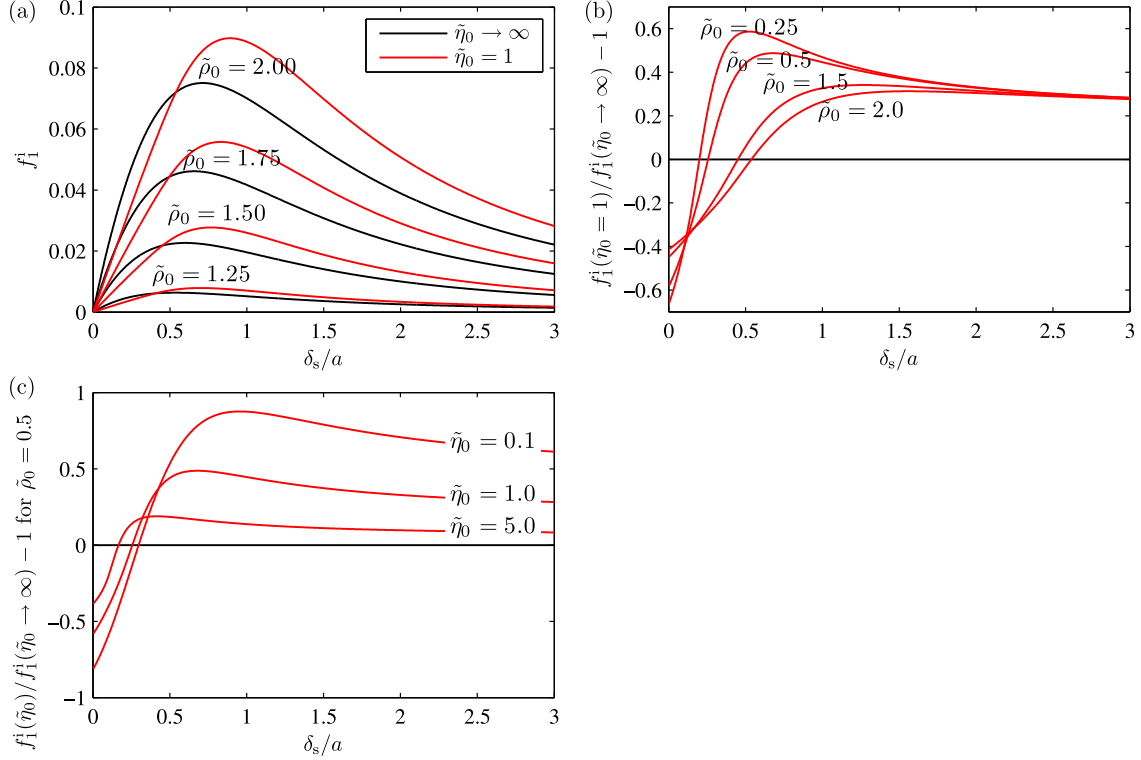 (a)
0.1
0.08
0.06
0.04
0.02
0
f₁ⁱ
η̃₀ → ∞
η̃₀ = 1
ρ̃₀ = 2.00
ρ̃₀ = 1.75
ρ̃₀ = 1.50
ρ̃₀ = 1.25
0 0.5 1 1.5 2 2.5 3
δₛ/a
(b)
f₁ⁱ(η̃₀ = 1)/f₁ⁱ(η̃₀ → ∞) − 1
0.6
0.4
0.2
0
−0.2
−0.4
−0.6
ρ̃₀ = 0.25
ρ̃₀ = 0.5
ρ̃₀ = 1.5
ρ̃₀ = 2.0
0 0.5 1 1.5 2 2.5 3
δₛ/a
(c)
f₁ⁱ(η̃₀)/f₁ⁱ(η̃₀ → ∞) − 1 for ρ̃₀ = 0.5
1
0.5
0
−0.5
−1
η̃₀ = 0.1
η̃₀ = 1.0
η̃₀ = 5.0
0 0.5 1 1.5 2 2.5 3
δₛ/a